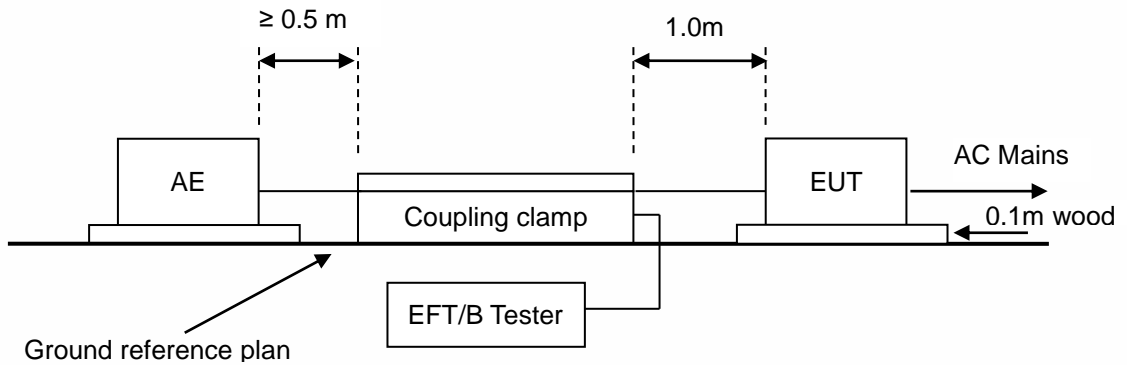 ≥ 0.5 m
1.0m
AE
EUT
AC Mains
Coupling clamp
0.1m wood
EFT/B Tester
Ground reference plan